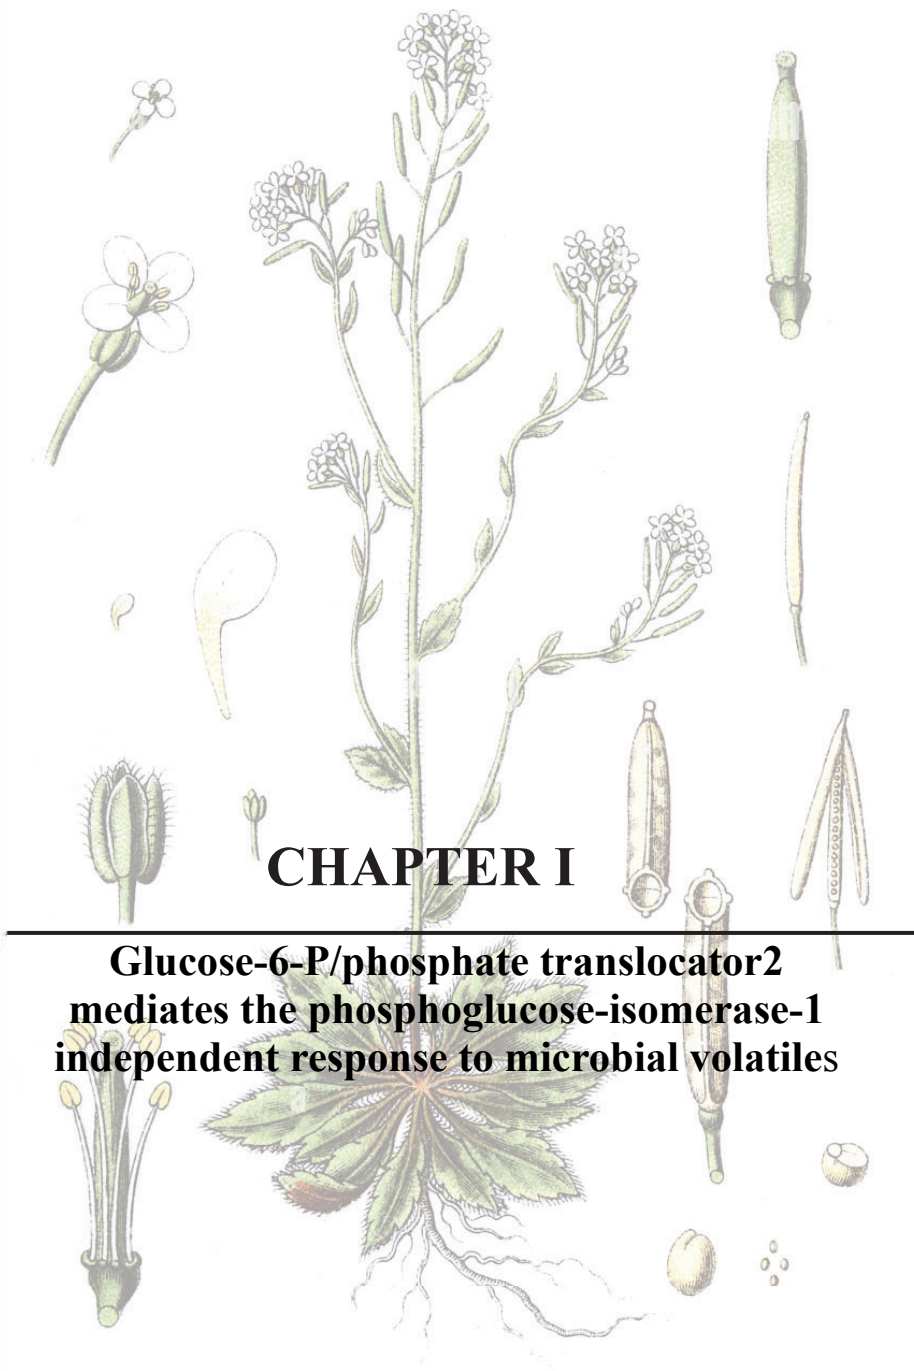 CHAPTER I
Glucose-6-P/phosphate translocator2
mediates the phosphoglucose-isomerase-1
independent response to microbial volatiles